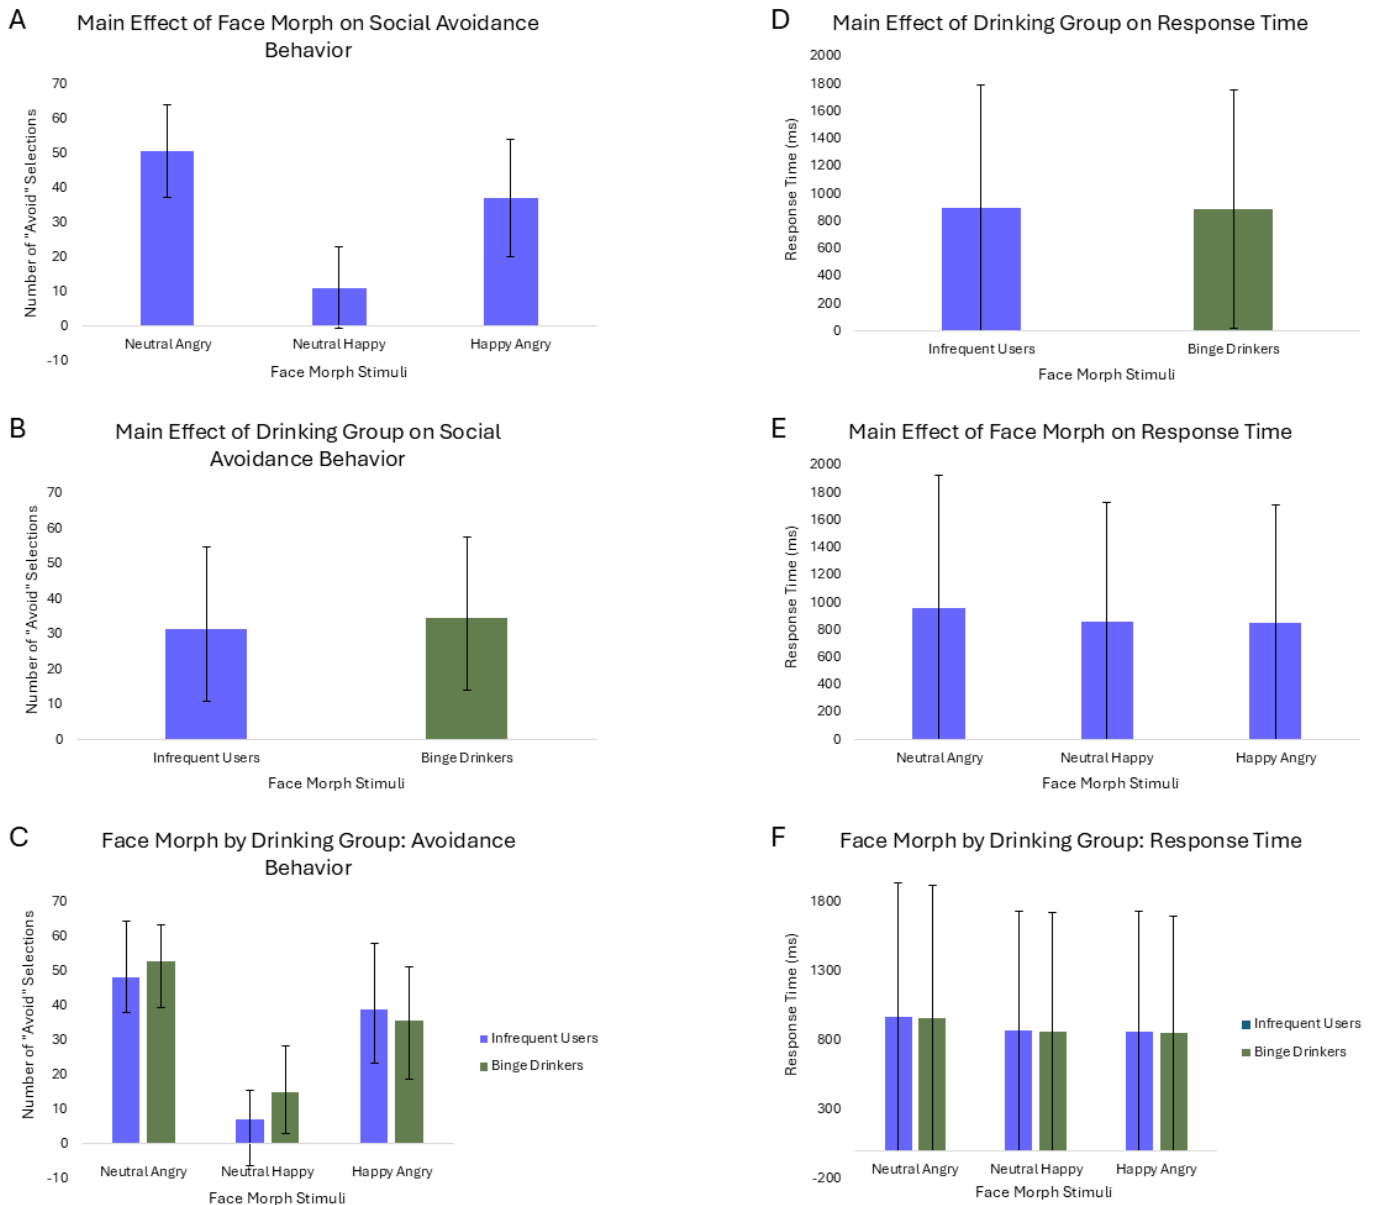 A
Main Effect of Face Morph on Social Avoidance
Behavior
Number of "Avoid" Selections
70
60
50
40
30
20
10
0
-10
Neutral Angry
Neutral Happy
Happy Angry
Face Morph Stimuli
B
Main Effect of Drinking Group on Social
Avoidance Behavior
Number of "Avoid" Selections
70
60
50
40
30
20
10
0
Infrequent Users
Binge Drinkers
Face Morph Stimuli
C
Face Morph by Drinking Group: Avoidance
Behavior
Number of "Avoid" Selections
70
60
50
40
30
20
10
0
-10
Neutral Angry
Neutral Happy
Happy Angry
Face Morph Stimuli
Infrequent Users
Binge Drinkers
D
Main Effect of Drinking Group on Response Time
Response Time (ms)
2000
1800
1600
1400
1200
1000
800
600
400
200
0
Infrequent Users
Binge Drinkers
Face Morph Stimuli
E
Main Effect of Face Morph on Response Time
Response Time (ms)
2000
1800
1600
1400
1200
1000
800
600
400
200
0
Neutral Angry
Neutral Happy
Happy Angry
Face Morph Stimuli
F
Face Morph by Drinking Group: Response Time
Response Time (ms)
1800
1300
800
300
-200
Neutral Angry
Neutral Happy
Happy Angry
Face Morph Stimuli
Infrequent Users
Binge Drinkers